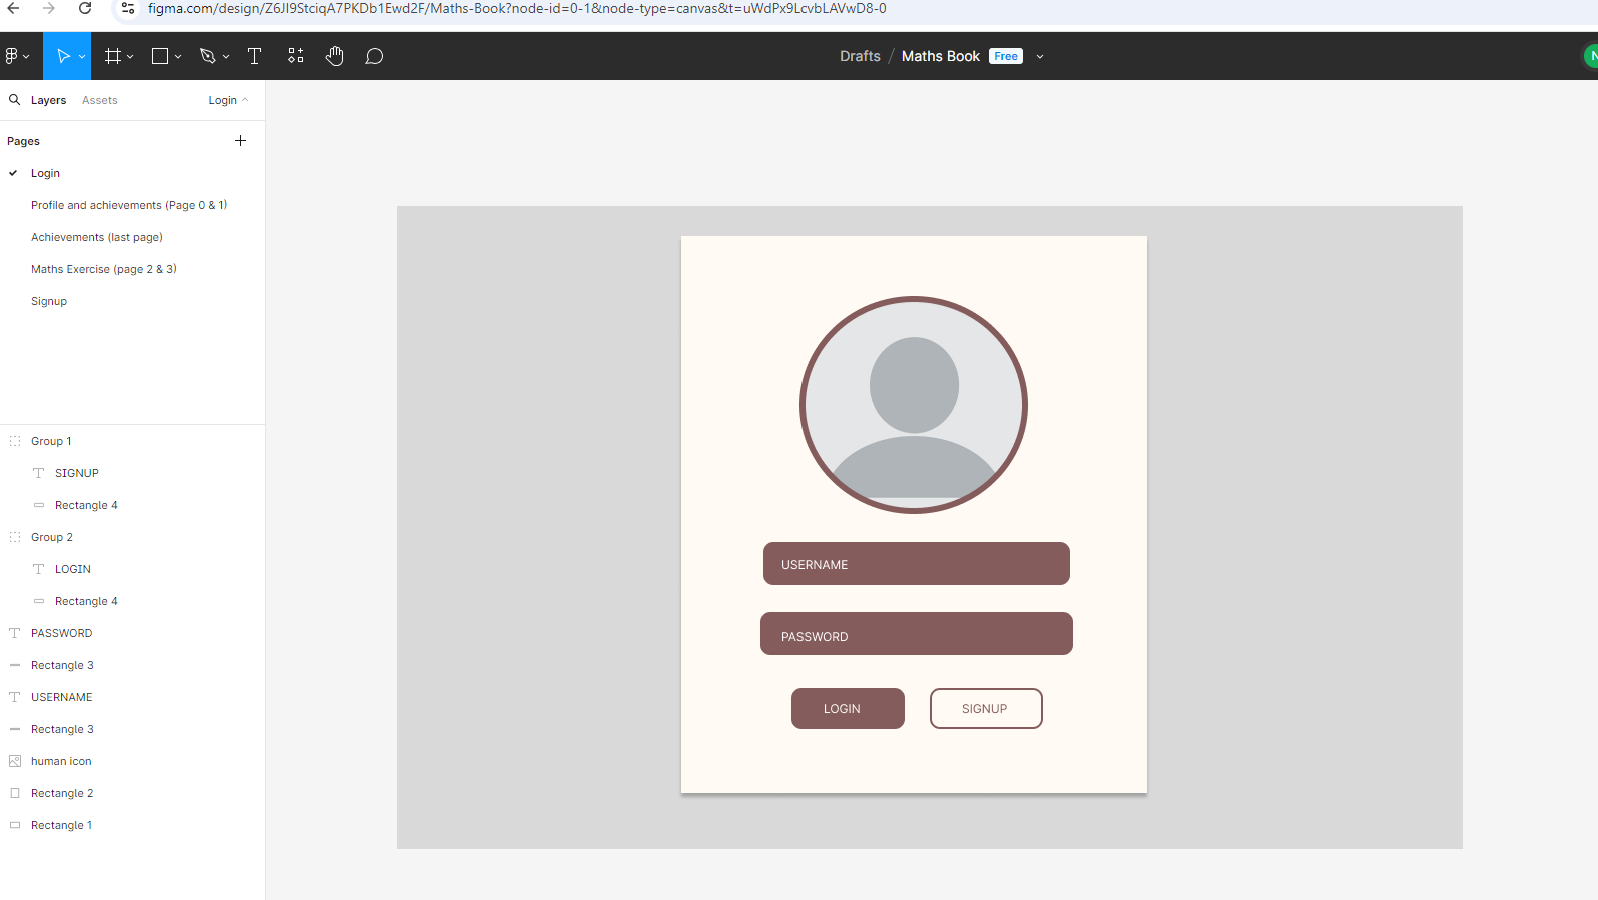 figma.com/design/Z6JI9StciqA7PKDb1Ewd2F/Maths-Book?node-id=0-1&node-type=canvas&t=uWdPx9LcvbLAVwD8-0
Drafts / Maths Book Free
N
Layers Assets Login
Pages
Login
Profile and achievements (Page 0 & 1)
Achievements (last page)
Maths Exercise (page 2 & 3)
Signup
Group 1
SIGNUP
Rectangle 4
Group 2
LOGIN
Rectangle 4
PASSWORD
Rectangle 3
USERNAME
Rectangle 3
human icon
Rectangle 2
Rectangle 1
USERNAME
PASSWORD
LOGIN SIGNUP